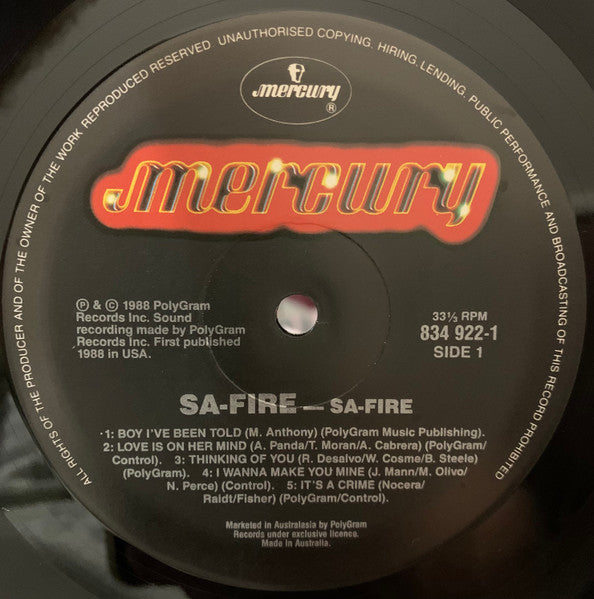 ALL RIGHTS OF THE PRODUCER AND OF THE OWNER OF THE WORK REPRODUCED RESERVED. UNAUTHORISED COPYING, HIRING, LENDING, PUBLIC PERFORMANCE AND BROADCASTING OF THIS RECORD PROHIBITED
mercury ®
mercury
Ⓟ & © 1988 PolyGram
Records Inc. Sound
recording made by PolyGram
Records Inc. First published
1988 in USA.
33⅓ RPM
834 922-1
SIDE 1
SA-FIRE — SA-FIRE
1: BOY I'VE BEEN TOLD (M. Anthony) (PolyGram Music Publishing).
2: LOVE IS ON HER MIND (A. Panda/T. Moran/A. Cabrera) (PolyGram/
Control). 3: THINKING OF YOU (R. Desalvo/W. Cosme/B. Steele)
(PolyGram). 4: I WANNA MAKE YOU MINE (J. Mann/M. Olivo/
N. Perce) (Control). 5: IT'S A CRIME (Nocera/
Raidt/Fisher) (PolyGram/Control).
Marketed in Australasia by PolyGram
Records under exclusive licence.
Made in Australia.